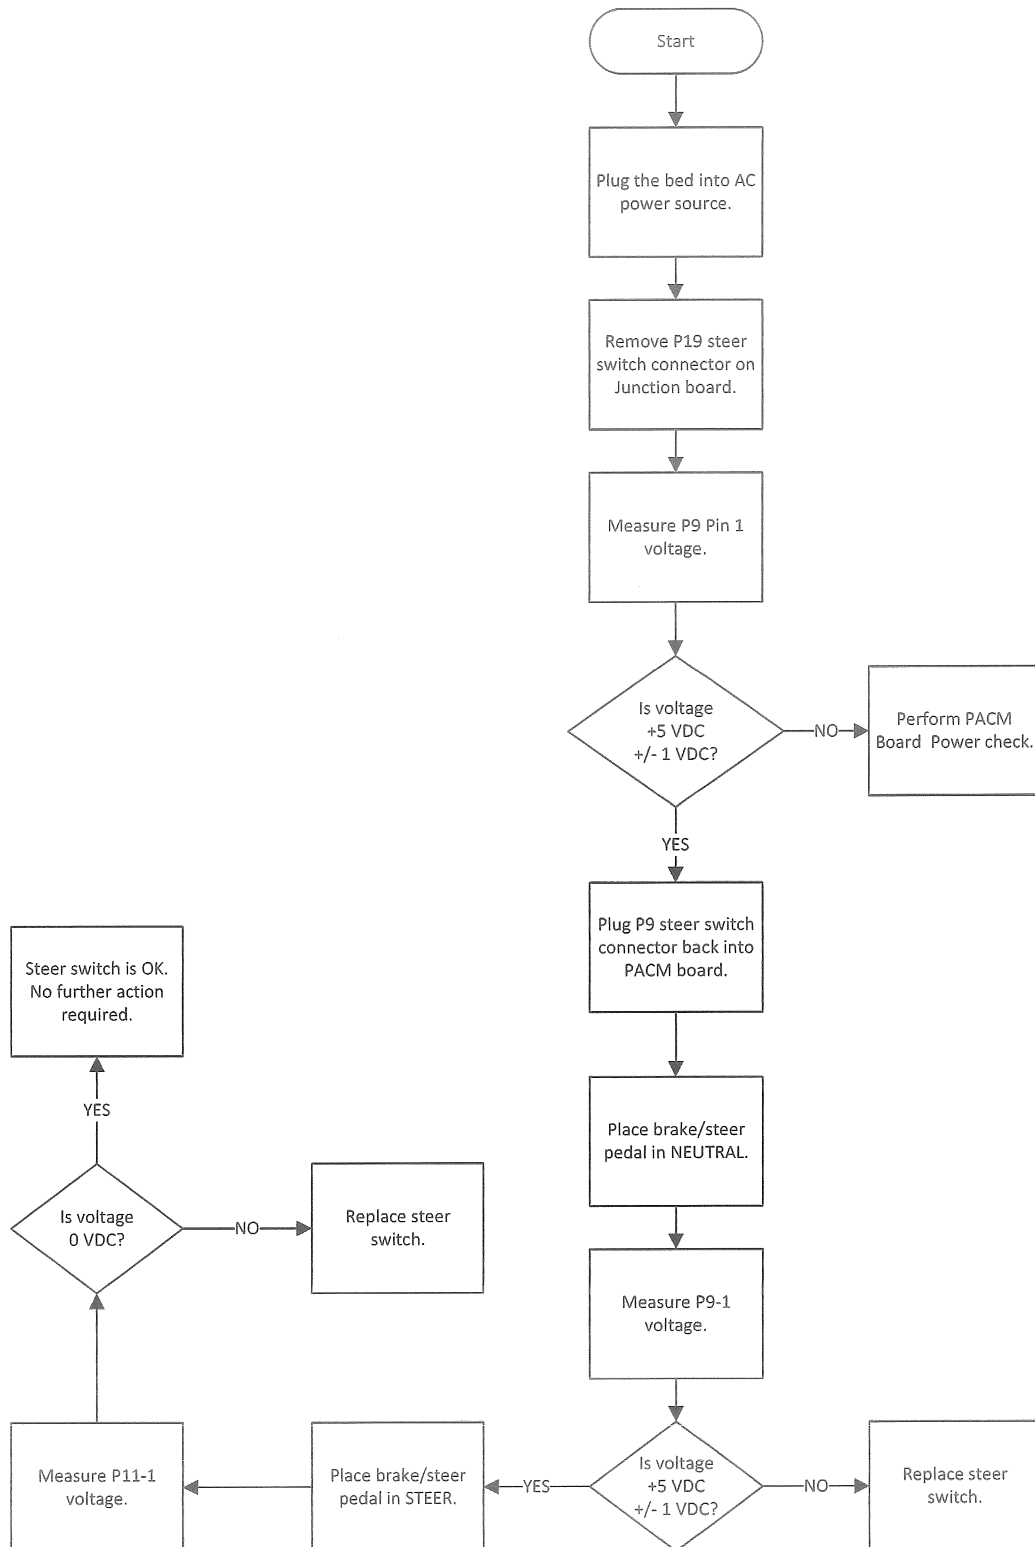 Start
Plug the bed into AC
power source.
Remove P19 steer
switch connector on
Junction board.
Measure P9 Pin 1
voltage.
Is voltage
+5 VDC
+/- 1 VDC?
NO
Perform PACM
Board  Power check.
YES
Plug P9 steer switch
connector back into
PACM board.
Place brake/steer
pedal in NEUTRAL.
Measure P9-1
voltage.
Is voltage
+5 VDC
+/- 1 VDC?
NO
Replace steer
switch.
YES
Place brake/steer
pedal in STEER.
Measure P11-1
voltage.
Is voltage
0 VDC?
NO
Replace steer
switch.
YES
Steer switch is OK.
No further action
required.